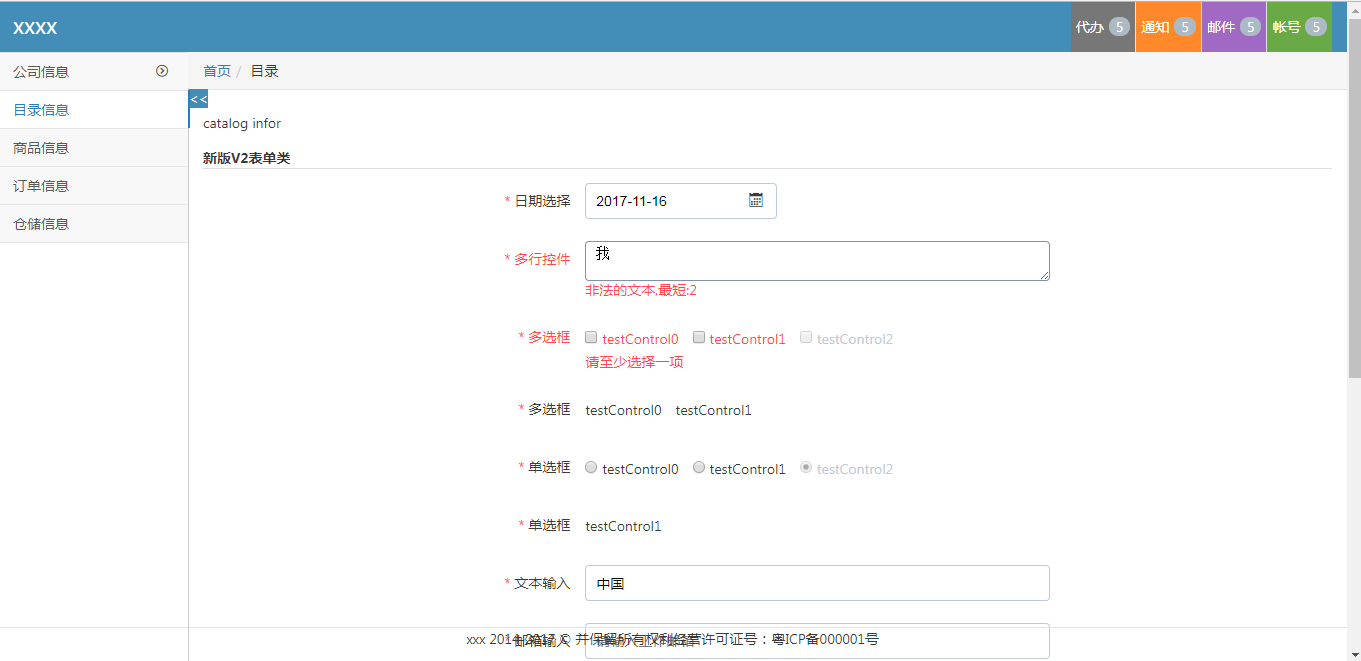 XXXX
代办 5 通知 5 邮件 5 帐号 5
公司信息
目录信息
商品信息
订单信息
仓储信息
首页 / 目录
<<
catalog infor
新版V2表单类
* 日期选择 2017-11-16
* 多行控件 我
非法的文本,最短:2
* 多选框 testControl0 testControl1 testControl2
请至少选择一项
* 多选框 testControl0 testControl1
* 单选框 testControl0 testControl1 testControl2
* 单选框 testControl1
* 文本输入 中国
* 邮箱输入
xxx 2014-2017 © 并保留所有权利经营许可证号：粤ICP备000001号